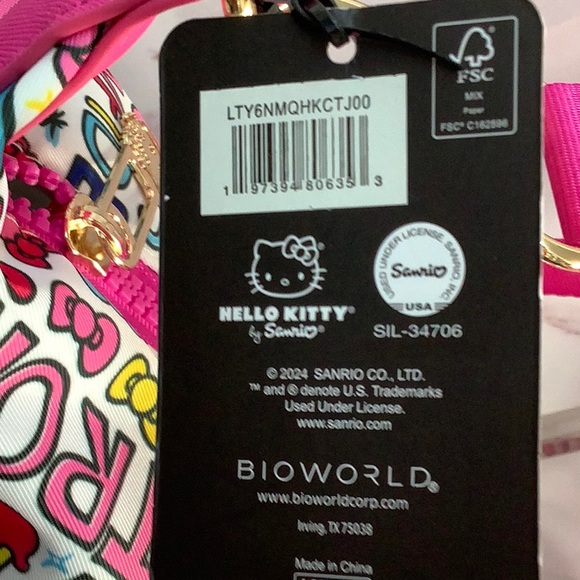 FSC
MIX
Paper
FSC® C162596
LTY6NMQHKCTJ00
1 97394 80635 3
HELLO KITTY®
by Sanrio®
USED UNDER LICENSE, SANRIO, INC.
Sanrio
USA
SIL-34706
© 2024 SANRIO CO., LTD.
™ and ® denote U.S. Trademarks
Used Under License.
www.sanrio.com
BIOWORLD®
www.bioworldcorp.com
Irving, TX 75038
Made in China